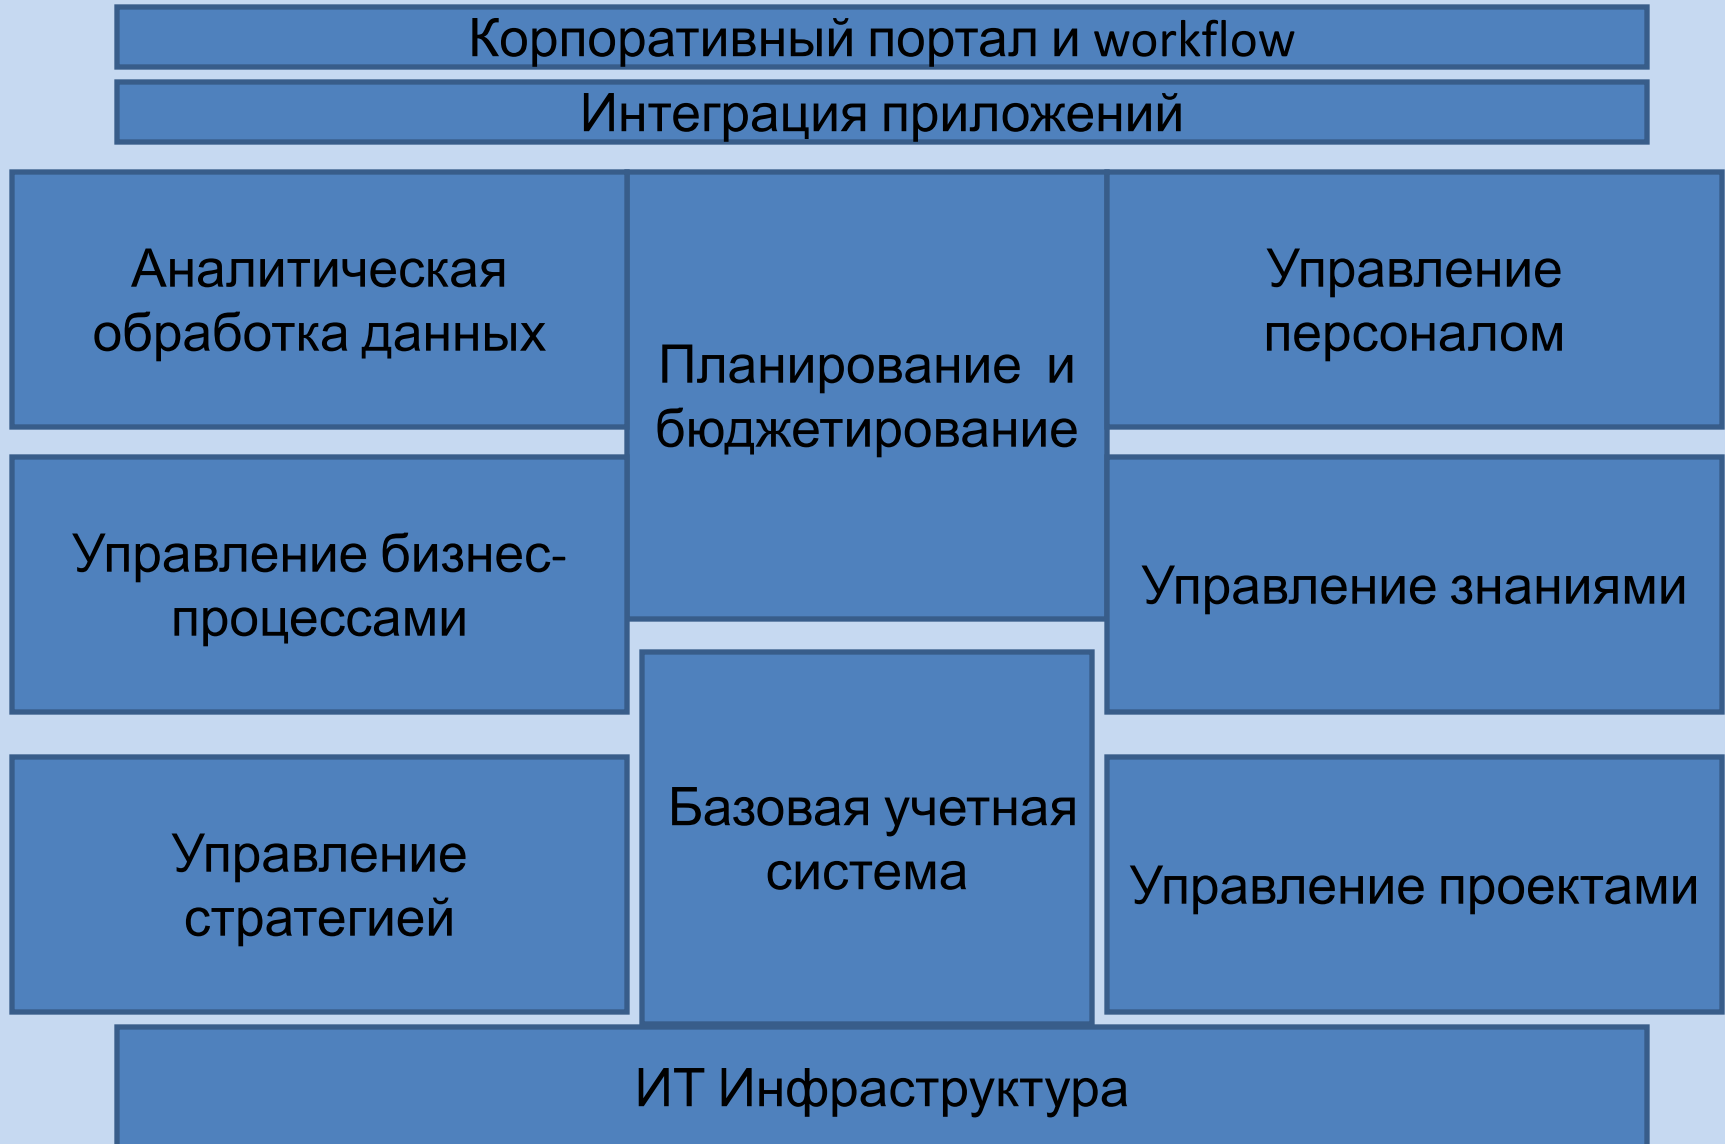 Корпоративный портал и workflow
Интеграция приложений
Аналитическая
обработка данных
Планирование  и
бюджетирование
Управление
персоналом
Управление бизнес-
процессами
Управление знаниями
Управление
стратегией
Базовая учетная
система
Управление проектами
ИТ Инфраструктура